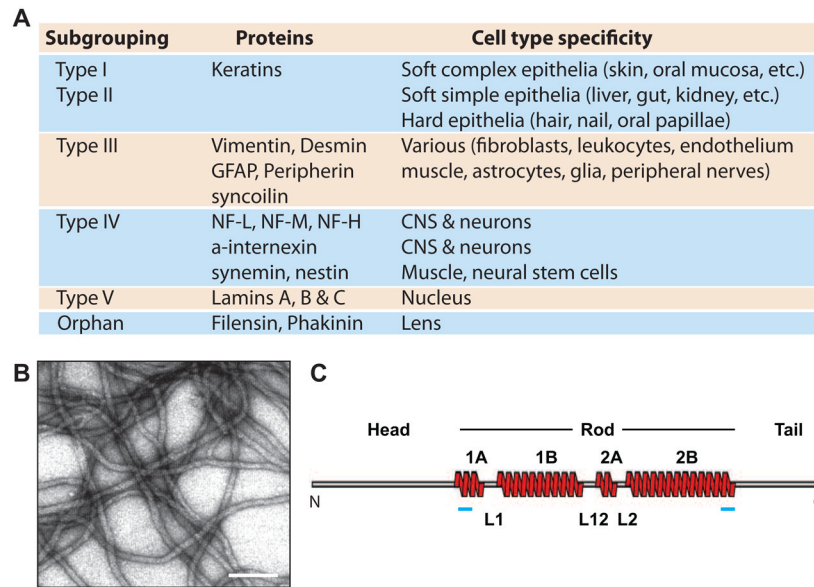 A
Subgrouping Proteins Cell type specificity
Type I Keratins Soft complex epithelia (skin, oral mucosa, etc.)
Type II Soft simple epithelia (liver, gut, kidney, etc.)
Hard epithelia (hair, nail, oral papillae)
Type III Vimentin, Desmin Various (fibroblasts, leukocytes, endothelium
GFAP, Peripherin muscle, astrocytes, glia, peripheral nerves)
syncoilin
Type IV NF-L, NF-M, NF-H CNS & neurons
a-internexin CNS & neurons
synemin, nestin Muscle, neural stem cells
Type V Lamins A, B & C Nucleus
Orphan Filensin, Phakinin Lens
B C
Head Rod Tail
1A 1B 2A 2B
N
L1 L12 L2